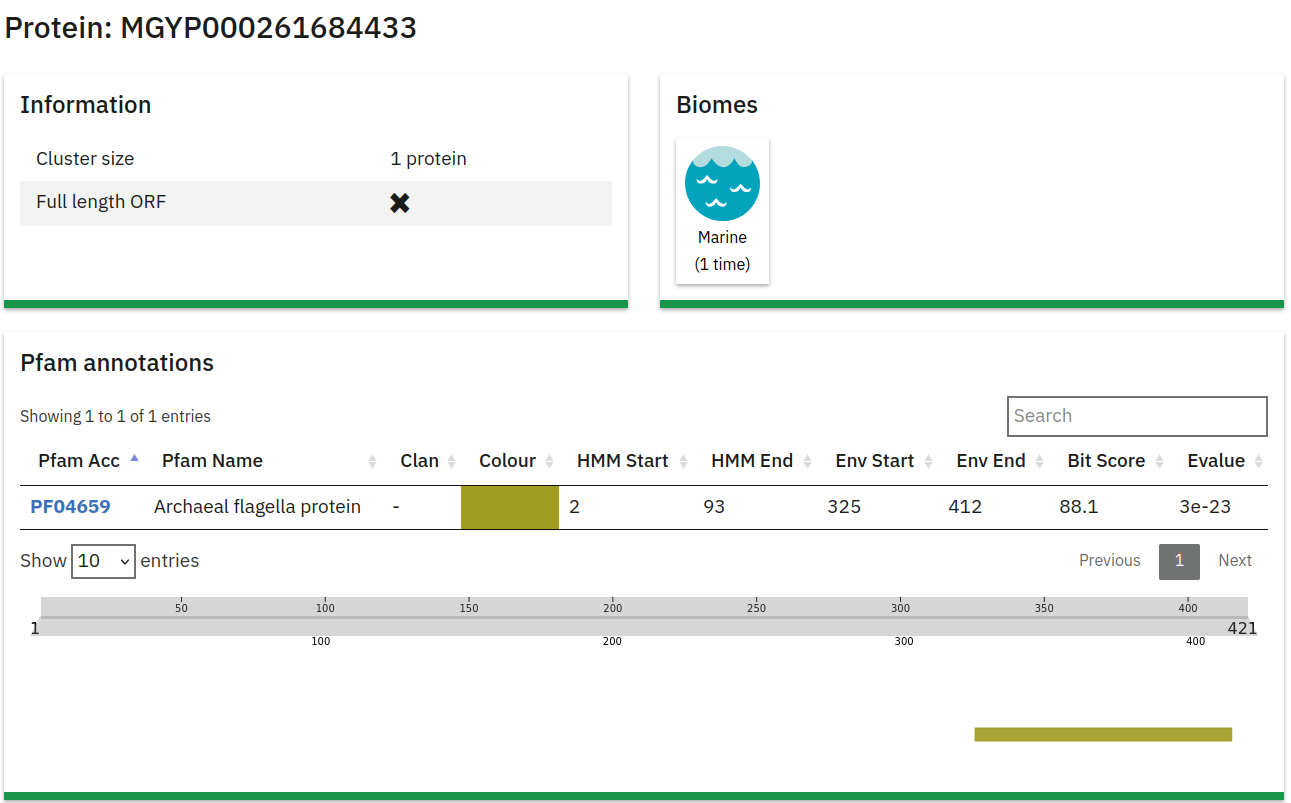 Protein: MGYP000261684433
Information
Cluster size 1 protein
Full length ORF ✖
Biomes
Marine
(1 time)
Pfam annotations
Showing 1 to 1 of 1 entries
Search
Pfam Acc Pfam Name Clan Colour HMM Start HMM End Env Start Env End Bit Score Evalue
PF04659 Archaeal flagella protein - 2 93 325 412 88.1 3e-23
Show 10 entries
Previous 1 Next
50 100 150 200 250 300 350 400
1 421
100 200 300 400